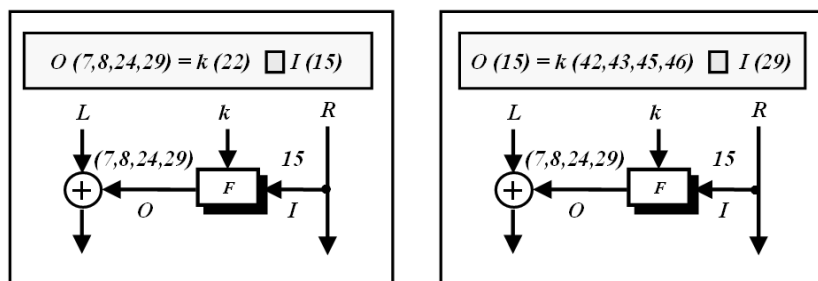 O (7,8,24,29) = k (22) □ I (15)
L k R
(7,8,24,29) 15
F
+
O I
O (15) = k (42,43,45,46) □ I (29)
L k R
(7,8,24,29) 15
F
+
O I